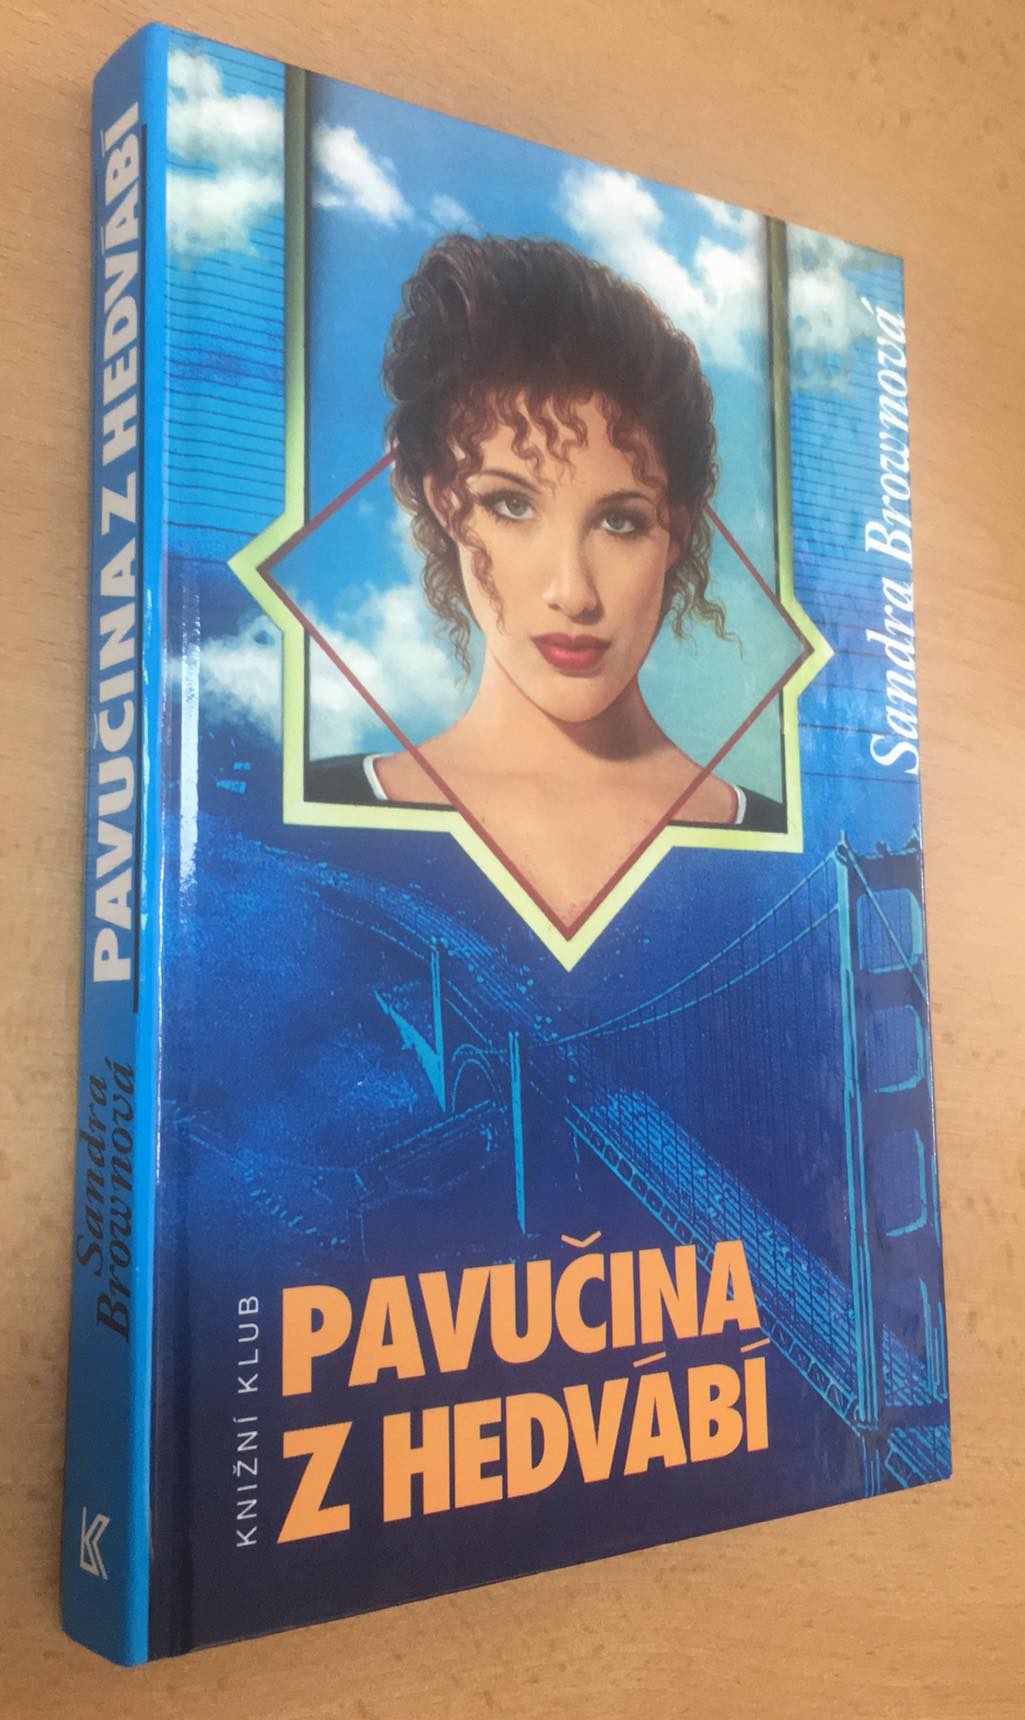 PAVUČINA Z HEDVÁBÍ
Sandra
Brownová
Sandra Brownová
KNIŽNÍ KLUB
PAVUČINA
Z HEDVÁBÍ